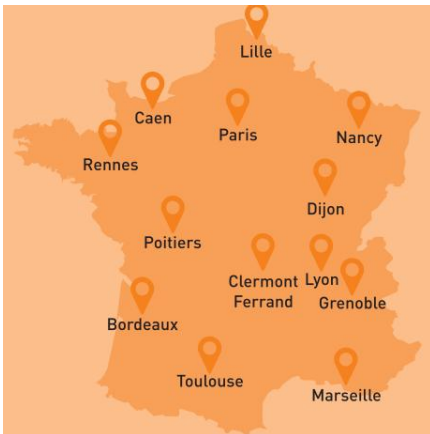 Lille
Caen
Paris
Nancy
Rennes
Dijon
Poitiers
Clermont
Ferrand
Lyon
Grenoble
Bordeaux
Toulouse
Marseille